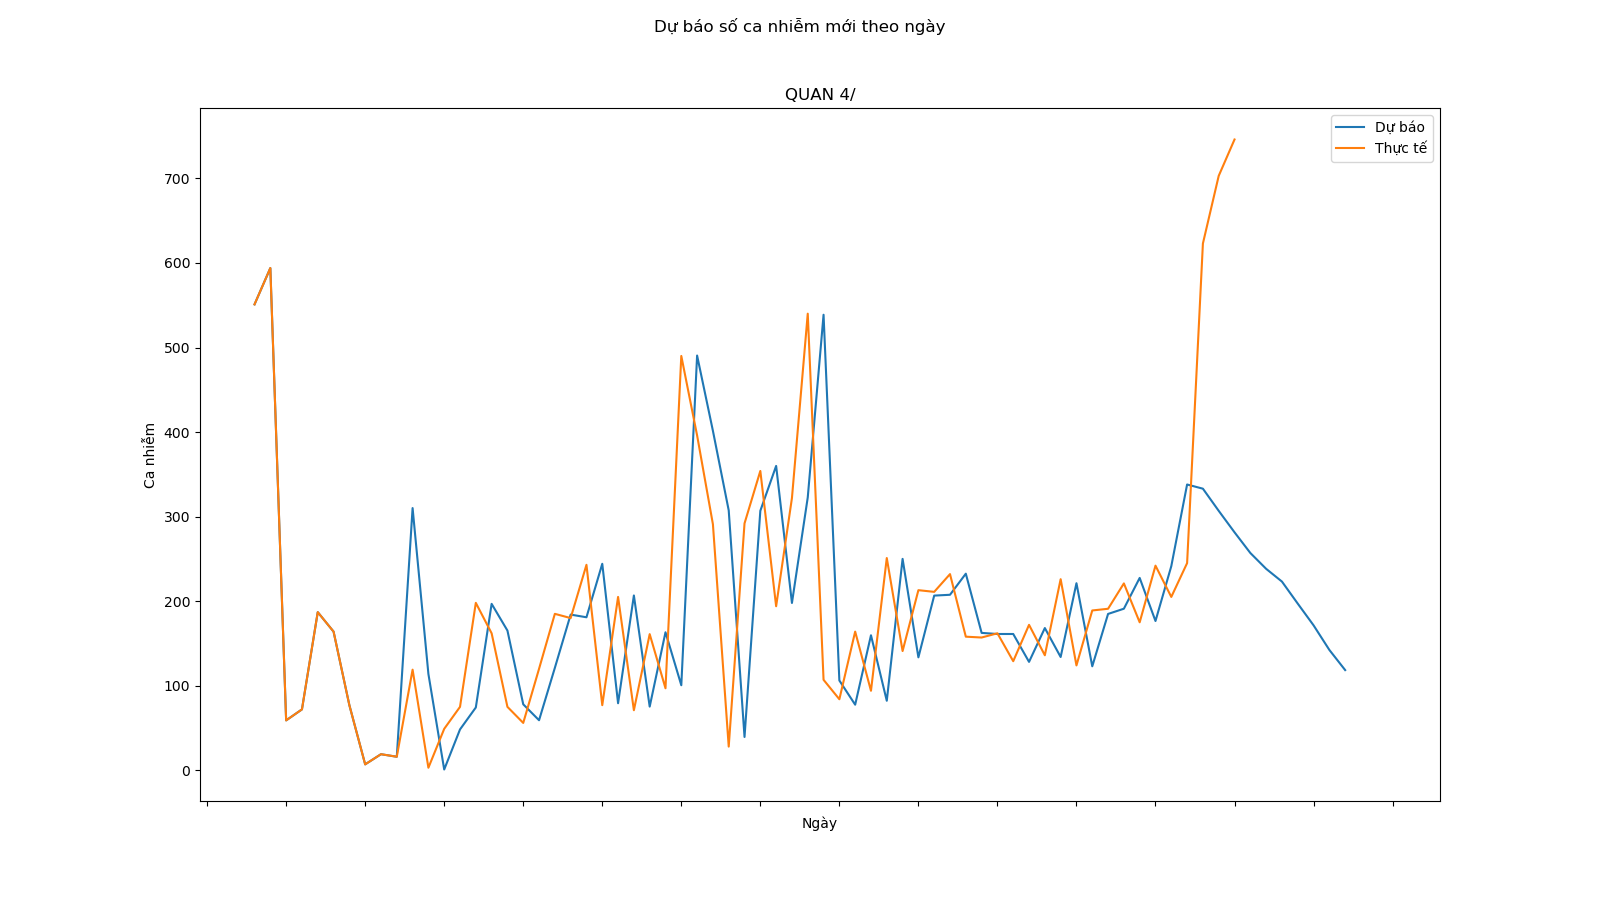 Dự báo số ca nhiễm mới theo ngày
QUAN 4/
Dự báo
Thực tế
700
600
500
400
300
200
100
0
Ca nhiễm
Ngày